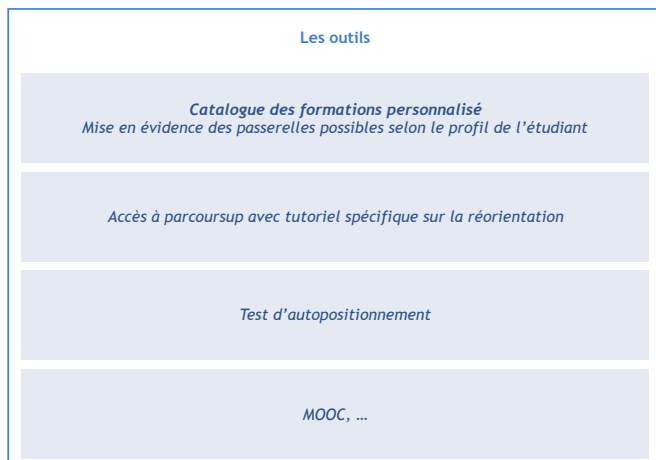 Les outils
Catalogue des formations personnalisé
Mise en évidence des passerelles possibles selon le profil de l’étudiant
Accès à parcoursup avec tutoriel spécifique sur la réorientation
Test d’autopositionnement
MOOC, …